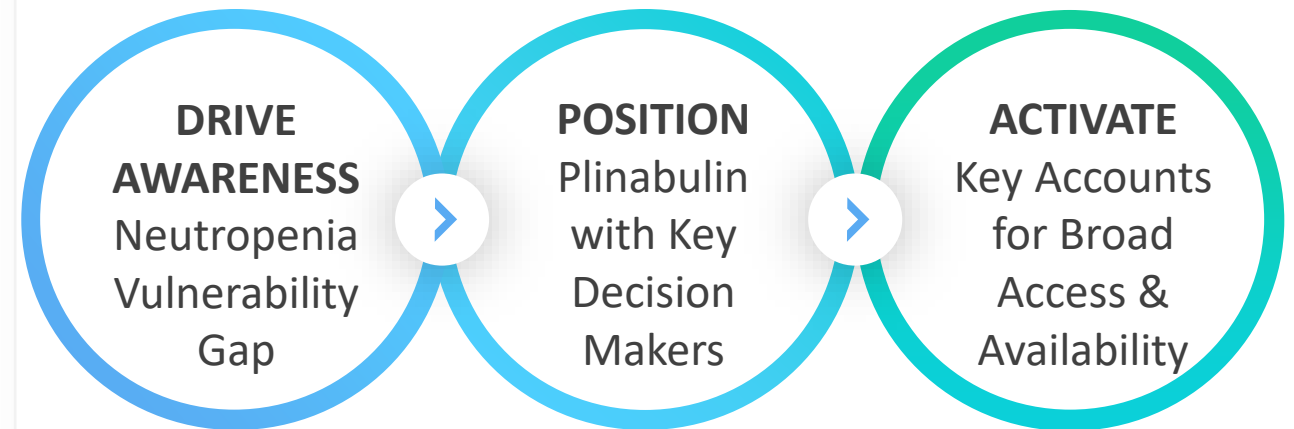 DRIVE
AWARENESS
Neutropenia
Vulnerability
Gap
POSITION
Plinabulin
with Key
Decision
Makers
ACTIVATE
Key Accounts
for Broad
Access &
Availability